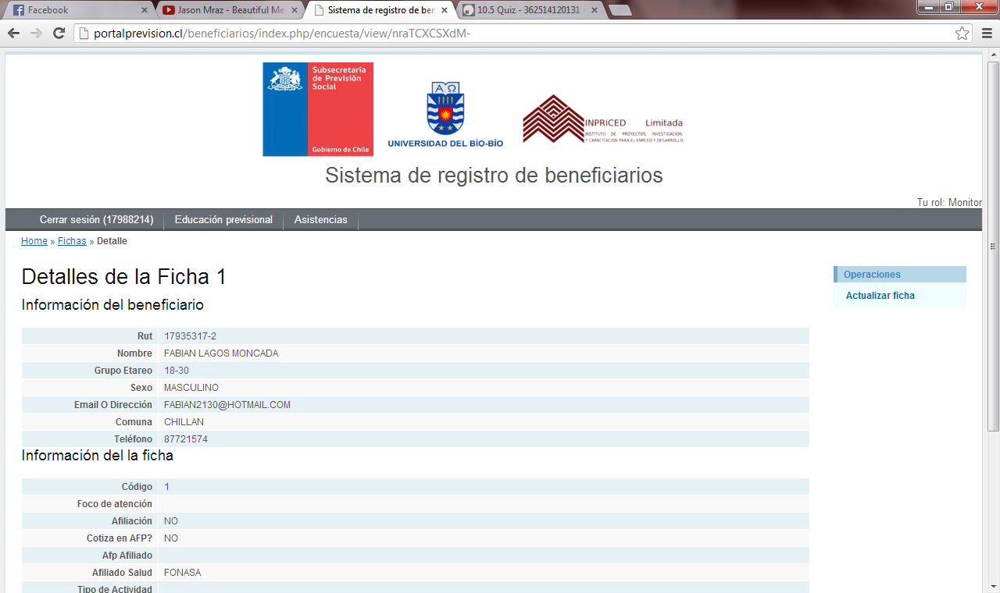 Facebook
Jason Mraz - Beautiful Me
Sistema de registro de ber
10.5 Quiz - 362514120131
portalprevision.cl/beneficiarios/index.php/encuesta/view/nraTCXCSXdM-
Subsecretaría
de Previsión
Social
Gobierno de Chile
ΑΩ
UNIVERSIDAD DEL BÍO-BÍO
INPRICED Limitada
INSTITUTO DE PROYECTOS, INVESTIGACION
Y CAPACITACION PARA EL EMPLEO Y DESARROLLO
Sistema de registro de beneficiarios
Tu rol: Monitor
Cerrar sesión (17988214)
Educación previsional
Asistencias
Home » Fichas » Detalle
Detalles de la Ficha 1
Información del beneficiario
Rut 17935317-2
Nombre FABIAN LAGOS MONCADA
Grupo Etareo 18-30
Sexo MASCULINO
Email O Dirección FABIAN2130@HOTMAIL.COM
Comuna CHILLAN
Teléfono 87721574
Información del la ficha
Código 1
Foco de atención
Afiliación NO
Cotiza en AFP? NO
Afp Afiliado
Afiliado Salud FONASA
Tipo de Actividad
Operaciones
Actualizar ficha